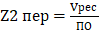 Z2 пер = Vрес / ПО